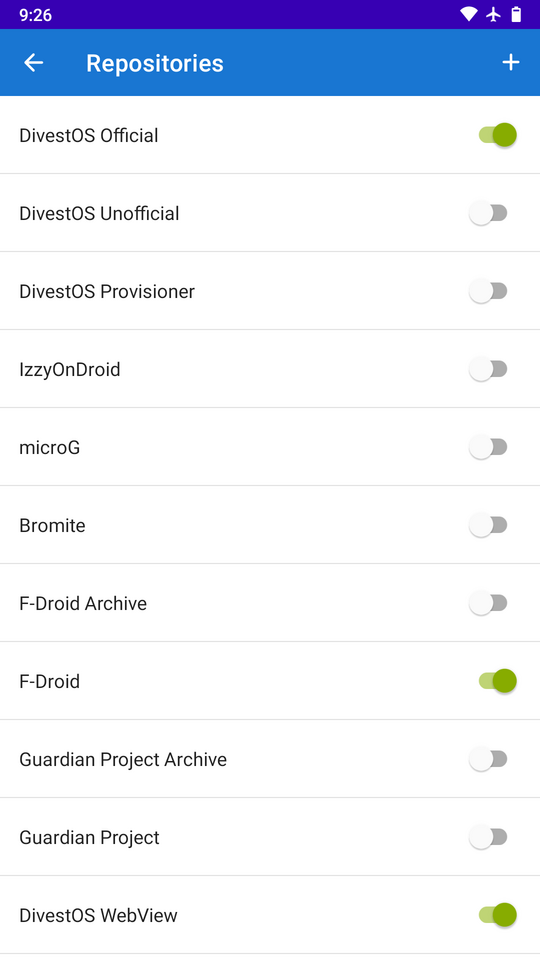 9:26
Repositories
DivestOS Official
DivestOS Unofficial
DivestOS Provisioner
IzzyOnDroid
microG
Bromite
F-Droid Archive
F-Droid
Guardian Project Archive
Guardian Project
DivestOS WebView